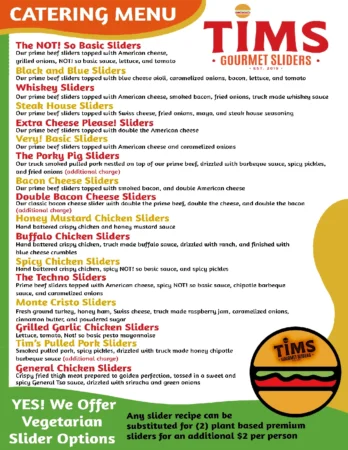 CATERING MENU
TIMS
GOURMET SLIDERS
EST. 2018
The NOT! So Basic Sliders
Our prime beef sliders topped with American cheese,
grilled onions, NOT! so basic sauce, lettuce, and tomato
Black and Blue Sliders
Our prime beef sliders topped with blue cheese aioli, caramelized onions, bacon, lettuce, and tomato
Whiskey Sliders
Our prime beef sliders topped with American cheese, smoked bacon, fried onions, truck made whiskey sauce
Steak House Sliders
Our prime beef sliders topped with Swiss cheese, fried onions, mayo, and steak house seasoning
Extra Cheese Please! Sliders
Our prime beef sliders topped with double the American cheese
Very! Basic Sliders
Our prime beef sliders topped with American cheese and caramelized onions
The Porky Pig Sliders
Our truck smoked pulled pork nested on top of our prime beef, drizzled with barbeque sauce, spicy pickles,
and fried onions (additional charge)
Bacon Cheese Sliders
Our prime beef sliders topped with smoked bacon, and double American cheese
Double Bacon Cheese Sliders
Our classic bacon cheese slider with double the prime beef, double the cheese, and double the bacon
(additional charge)
Honey Mustard Chicken Sliders
Hand battered crispy chicken and honey mustard sauce
Buffalo Chicken Sliders
Hand battered crispy chicken, truck made buffalo sauce, drizzled with ranch, and finished with
blue cheese crumbles
Spicy Chicken Sliders
Hand battered crispy chicken, spicy NOT! so basic sauce, and spicy pickles
The Techno Sliders
Prime beef sliders topped with American cheese, spicy NOT! so basic sauce, chipotle barbeque
sauce, and caramelized onions
Monte Cristo Sliders
Fresh ground turkey, honey ham, Swiss cheese, truck made raspberry jam, caramelized onions,
cinnamon butter, and powdered sugar
Grilled Garlic Chicken Sliders
Lettuce, tomato, Not! so basic pesto mayonnaise
Tim's Pulled Pork Sliders
Smoked pulled pork, spicy pickles, drizzled with truck made honey chipotle
barbeque sauce (additional charge)
General Chicken Sliders
Crispy fried thigh meat prepared to golden perfection, tossed in a sweet and
spicy General Tso sauce, drizzled with sriracha and green onions
TIMS
GOURMET SLIDERS
YES! We Offer
Vegetarian
Slider Options
Any slider recipe can be
substituted for (2) plant based premium
sliders for an additional $2 per person